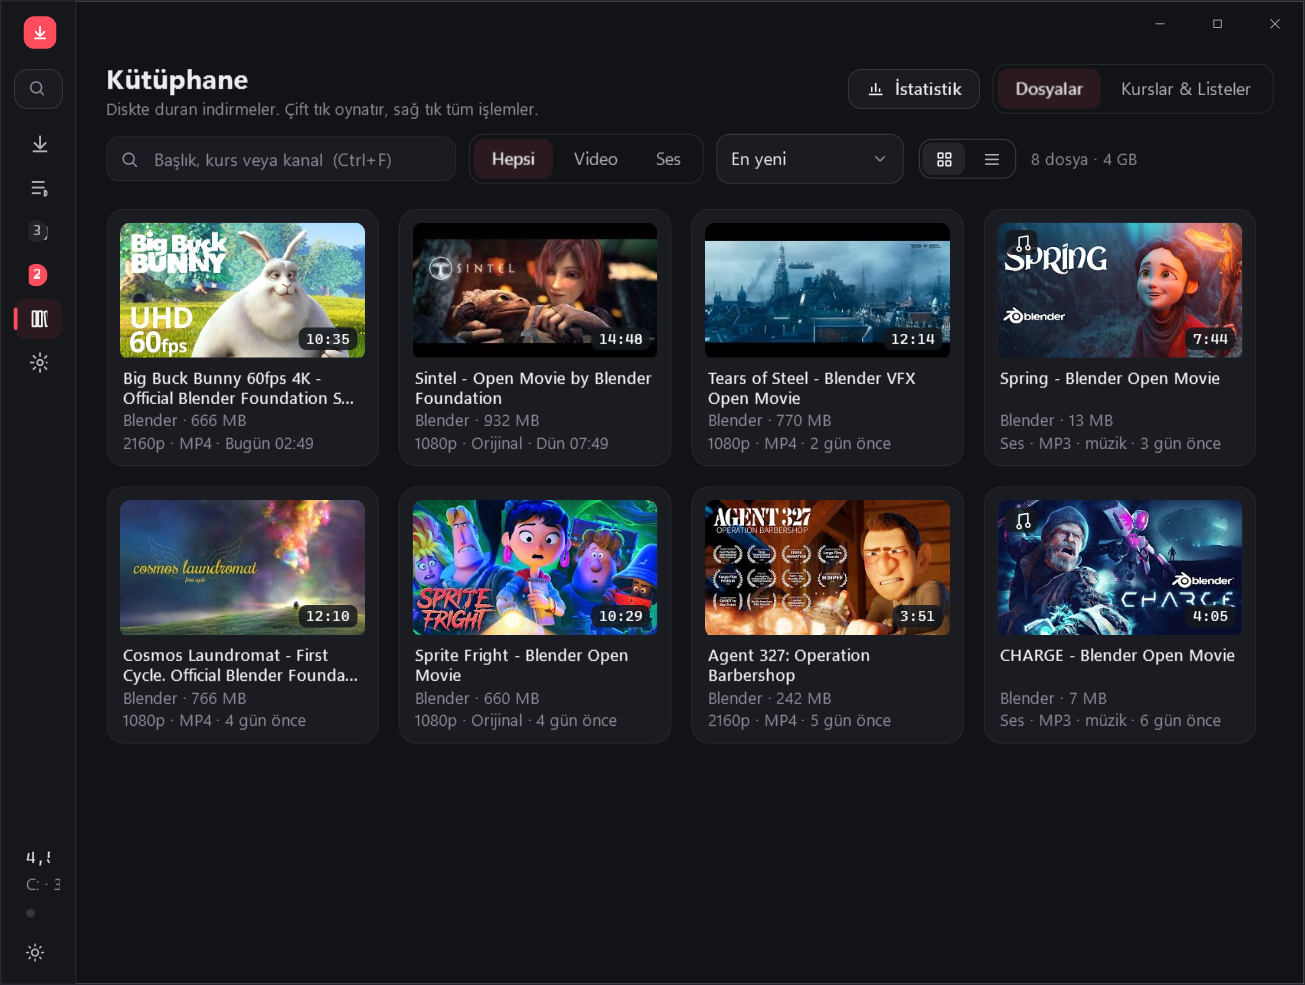 Kütüphane
Diskte duran indirmeler. Çift tık oynatır, sağ tık tüm işlemler.
İstatistik
Dosyalar
Kurslar & Listeler
Başlık, kurs veya kanal (Ctrl+F)
Hepsi
Video
Ses
En yeni
8 dosya · 4 GB
3
2
Big Buck
BUNNY
UHD
60fps
10:35
Big Buck Bunny 60fps 4K -
Official Blender Foundation S...
Blender · 666 MB
2160p · MP4 · Bugün 02:49
SINTEL
14:48
Sintel - Open Movie by Blender
Foundation
Blender · 932 MB
1080p · Orijinal · Dün 07:49
12:14
Tears of Steel - Blender VFX
Open Movie
Blender · 770 MB
1080p · MP4 · 2 gün önce
SPRING
blender
7:44
Spring - Blender Open Movie
Blender · 13 MB
Ses · MP3 · müzik · 3 gün önce
cosmos laundromat
first cycle
12:10
Cosmos Laundromat - First
Cycle. Official Blender Founda...
Blender · 766 MB
1080p · MP4 · 4 gün önce
SPRITE
FRIGHT
10:29
Sprite Fright - Blender Open
Movie
Blender · 660 MB
1080p · Orijinal · 4 gün önce
AGENT 327
OPERATION BARBERSHOP
3:51
Agent 327: Operation
Barbershop
Blender · 242 MB
2160p · MP4 · 5 gün önce
blender
CHARGE
4:05
CHARGE - Blender Open Movie
Blender · 7 MB
Ses · MP3 · müzik · 6 gün önce
4,5
C: · 3